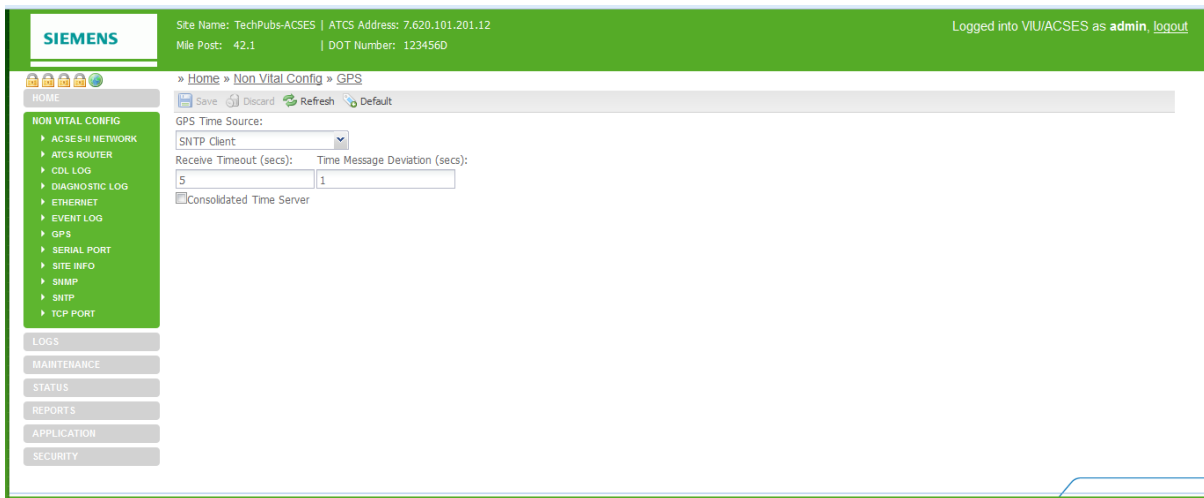 SIEMENS
Site Name: TechPubs-ACSES | ATCS Address: 7.620.101.201.12
Mile Post: 42.1 | DOT Number: 123456D
Logged into VIU/ACSES as admin, logout
» Home » Non Vital Config » GPS
HOME
Save Discard Refresh Default
NON VITAL CONFIG
ACSES-II NETWORK
ATCS ROUTER
CDL LOG
DIAGNOSTIC LOG
ETHERNET
EVENT LOG
GPS
SERIAL PORT
SITE INFO
SNMP
SNTP
TCP PORT
LOGS
MAINTENANCE
STATUS
REPORTS
APPLICATION
SECURITY
GPS Time Source:
SNTP Client
Receive Timeout (secs): Time Message Deviation (secs):
5 1
Consolidated Time Server